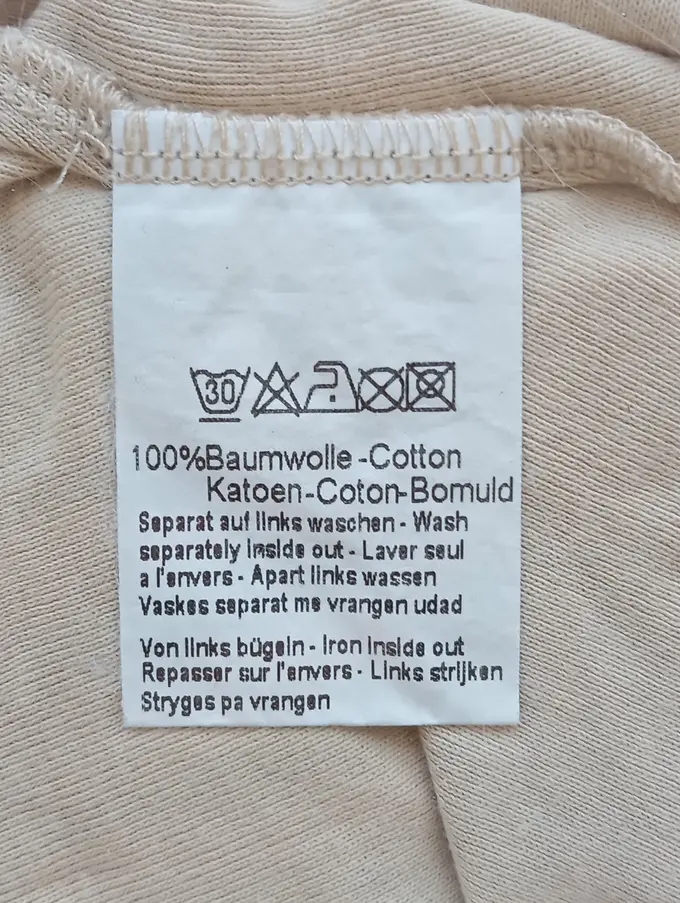 30
100%Baumwolle-Cotton
Katoen-Coton-Bomuld
Separat auf links waschen - Wash
separately inside out - Laver seul
a l'envers - Apart links wassen
Vaskes separat me vrangen udad
Von links bügeln - Iron inside out
Repasser sur l'envers - Links strijken
Stryges pa vrangen